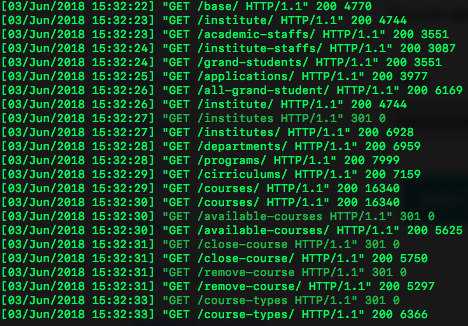 [03/Jun/2018 15:32:22] "GET /base/ HTTP/1.1" 200 4770
[03/Jun/2018 15:32:23] "GET /institute/ HTTP/1.1" 200 4744
[03/Jun/2018 15:32:23] "GET /academic-staffs/ HTTP/1.1" 200 3551
[03/Jun/2018 15:32:24] "GET /institute-staffs/ HTTP/1.1" 200 3087
[03/Jun/2018 15:32:24] "GET /grand-students/ HTTP/1.1" 200 3551
[03/Jun/2018 15:32:25] "GET /applications/ HTTP/1.1" 200 3977
[03/Jun/2018 15:32:26] "GET /all-grand-student/ HTTP/1.1" 200 6169
[03/Jun/2018 15:32:26] "GET /institute/ HTTP/1.1" 200 4744
[03/Jun/2018 15:32:27] "GET /institutes HTTP/1.1" 301 0
[03/Jun/2018 15:32:27] "GET /institutes/ HTTP/1.1" 200 6928
[03/Jun/2018 15:32:28] "GET /departments/ HTTP/1.1" 200 6959
[03/Jun/2018 15:32:28] "GET /programs/ HTTP/1.1" 200 7999
[03/Jun/2018 15:32:29] "GET /cirriculums/ HTTP/1.1" 200 7159
[03/Jun/2018 15:32:29] "GET /courses/ HTTP/1.1" 200 16340
[03/Jun/2018 15:32:30] "GET /courses/ HTTP/1.1" 200 16340
[03/Jun/2018 15:32:30] "GET /available-courses HTTP/1.1" 301 0
[03/Jun/2018 15:32:30] "GET /available-courses/ HTTP/1.1" 200 5625
[03/Jun/2018 15:32:31] "GET /close-course HTTP/1.1" 301 0
[03/Jun/2018 15:32:31] "GET /close-course/ HTTP/1.1" 200 5750
[03/Jun/2018 15:32:31] "GET /remove-course HTTP/1.1" 301 0
[03/Jun/2018 15:32:31] "GET /remove-course/ HTTP/1.1" 200 5297
[03/Jun/2018 15:32:33] "GET /course-types HTTP/1.1" 301 0
[03/Jun/2018 15:32:33] "GET /course-types/ HTTP/1.1" 200 6366